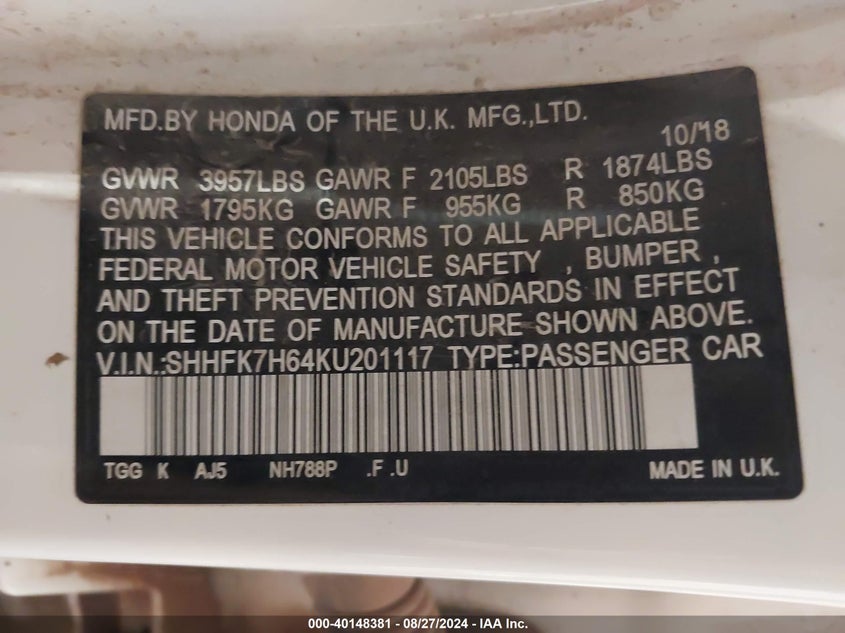 MFD.BY HONDA OF THE U.K. MFG.,LTD.
10/'18
GVWR 3957LBS GAWR F 2105LBS R 1874LBS
GVWR 1795KG GAWR F 955KG R 850KG
THIS VEHICLE CONFORMS TO ALL APPLICABLE
FEDERAL MOTOR VEHICLE SAFETY , BUMPER ,
AND THEFT PREVENTION STANDARDS IN EFFECT
ON THE DATE OF MANUFACTURE SHOWN ABOVE.
V.I.N.:SHHFK7H64KU201117 TYPE:PASSENGER CAR
TGG K AJ5 NH788P .F .U MADE IN U.K.
000-40148381 - 08/27/2024 - IAA Inc.